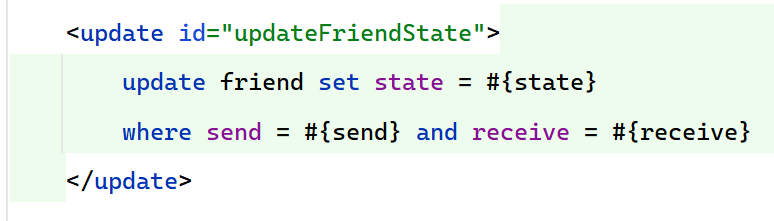 <update id="updateFriendState">
update friend set state = #{state}
where send = #{send} and receive = #{receive}
</update>